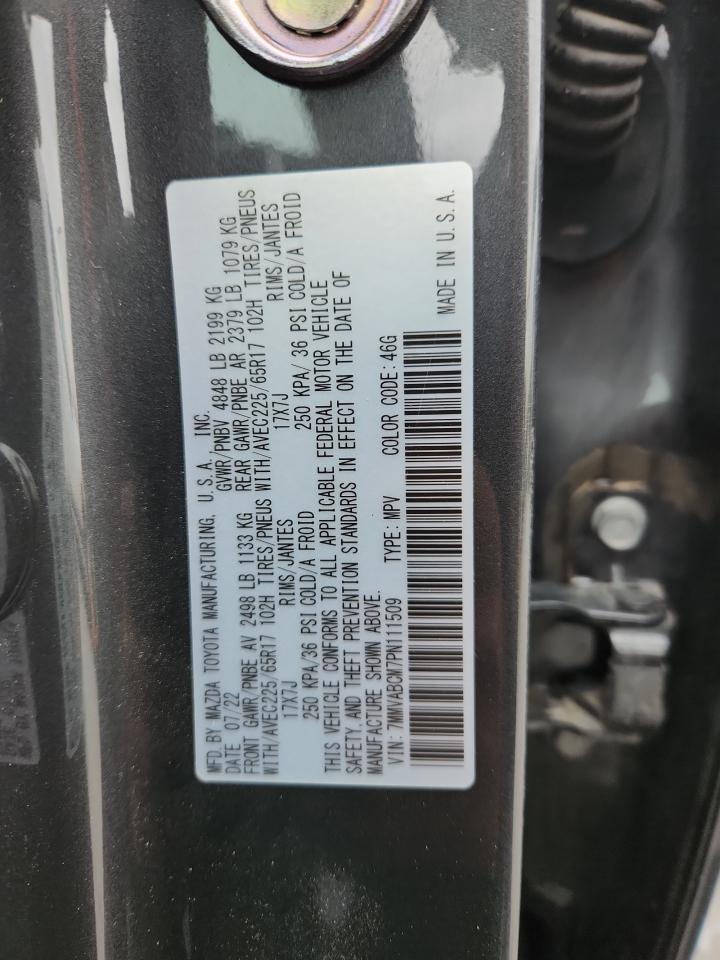 MFD. BY MAZDA TOYOTA MANUFACTURING, U.S.A., INC.
DATE 07/22 GVWR/PNBV 4848 LB 2199 KG
FRONT GAWR/PNBE AV 2498 LB 1133 KG REAR GAWR/PNBE AR 2379 LB 1079 KG
WITH/AVEC225/65R17 102H TIRES/PNEUS WITH/AVEC225/65R17 102H TIRES/PNEUS
17X7J RIMS/JANTES 17X7J RIMS/JANTES
250 KPA/36 PSI COLD/A FROID 250 KPA/ 36 PSI COLD/A FROID
THIS VEHICLE CONFORMS TO ALL APPLICABLE FEDERAL MOTOR VEHICLE
SAFETY, AND THEFT PREVENTION STANDARDS IN EFFECT ON THE DATE OF
MANUFACTURE SHOWN ABOVE.
VIN: 7MMVABCM7PN111509 TYPE: MPV COLOR CODE: 46G
MADE IN U.S.A.